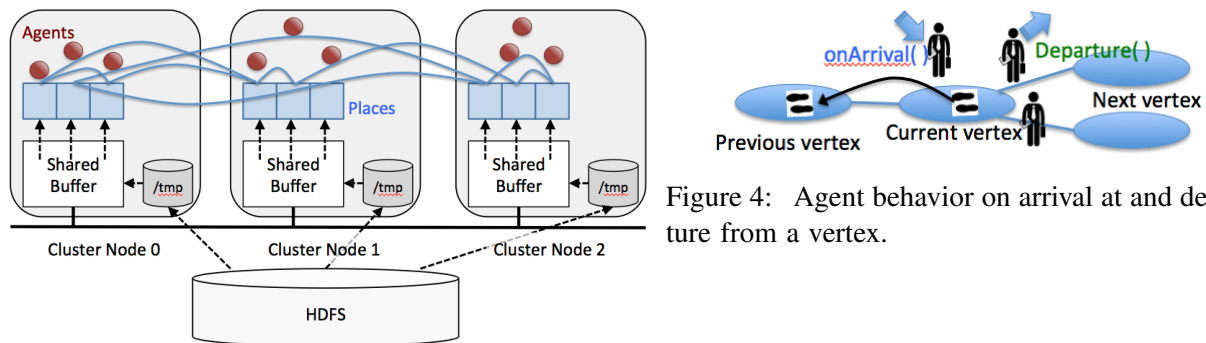 Agents
Places
Shared
Buffer
/tmp
Shared
Buffer
/tmp
Shared
Buffer
/tmp
Cluster Node 0
Cluster Node 1
Cluster Node 2
HDFS
onArrival( )
Departure( )
Next vertex
Previous vertex
Current vertex
Figure 4: Agent behavior on arrival at and de
ture from a vertex.